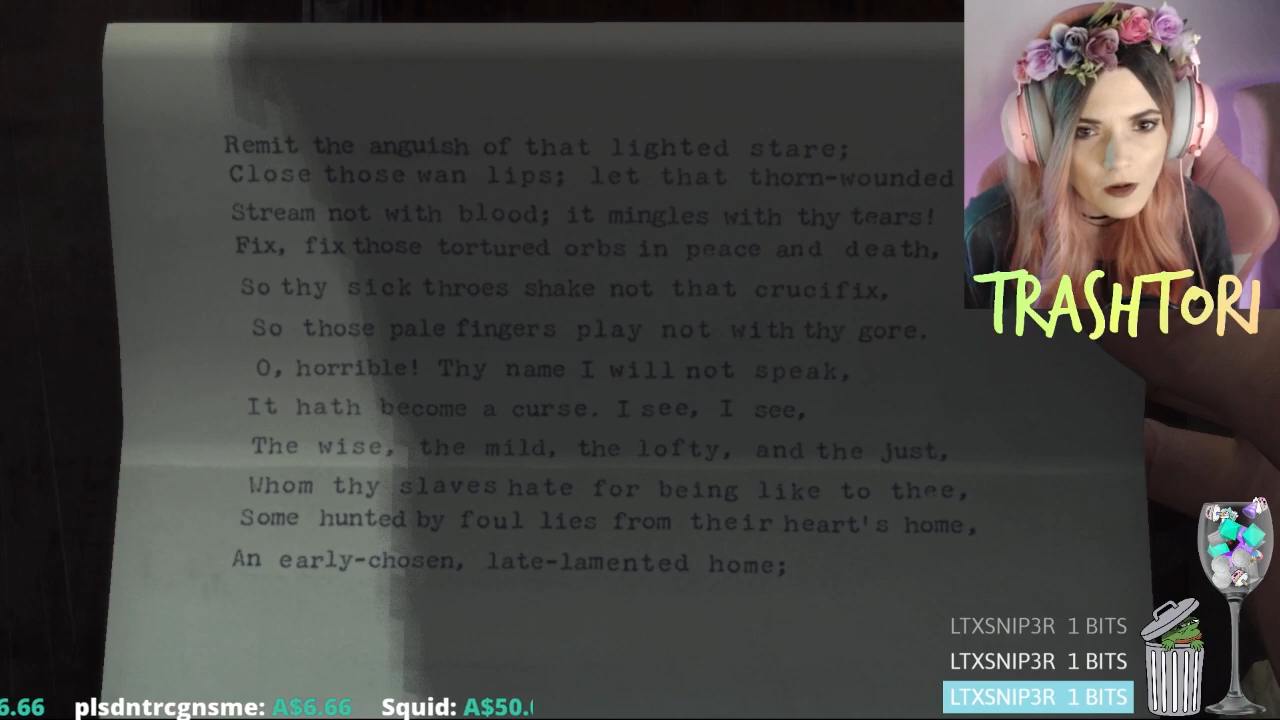 Remit the anguish of that lighted stare;
Close those wan lips; let that thorn-wounded
Stream not with blood; it mingles with thy tears!
Fix, fix those tortured orbs in peace and death,
So thy sick throes shake not that crucifix,
So those pale fingers play not with thy gore.
O, horrible! Thy name I will not speak,
It hath become a curse. I see, I see,
The wise, the mild, the lofty, and the just,
Whom thy slaves hate for being like to thee,
Some hunted by foul lies from their heart's home,
An early-chosen, late-lamented home;
TRASHTORI
LTXSNIP3R 1 BITS
LTXSNIP3R 1 BITS
LTXSNIP3R 1 BITS
6.66 plsdntrcgnsme: A$6.66 Squid: A$50.